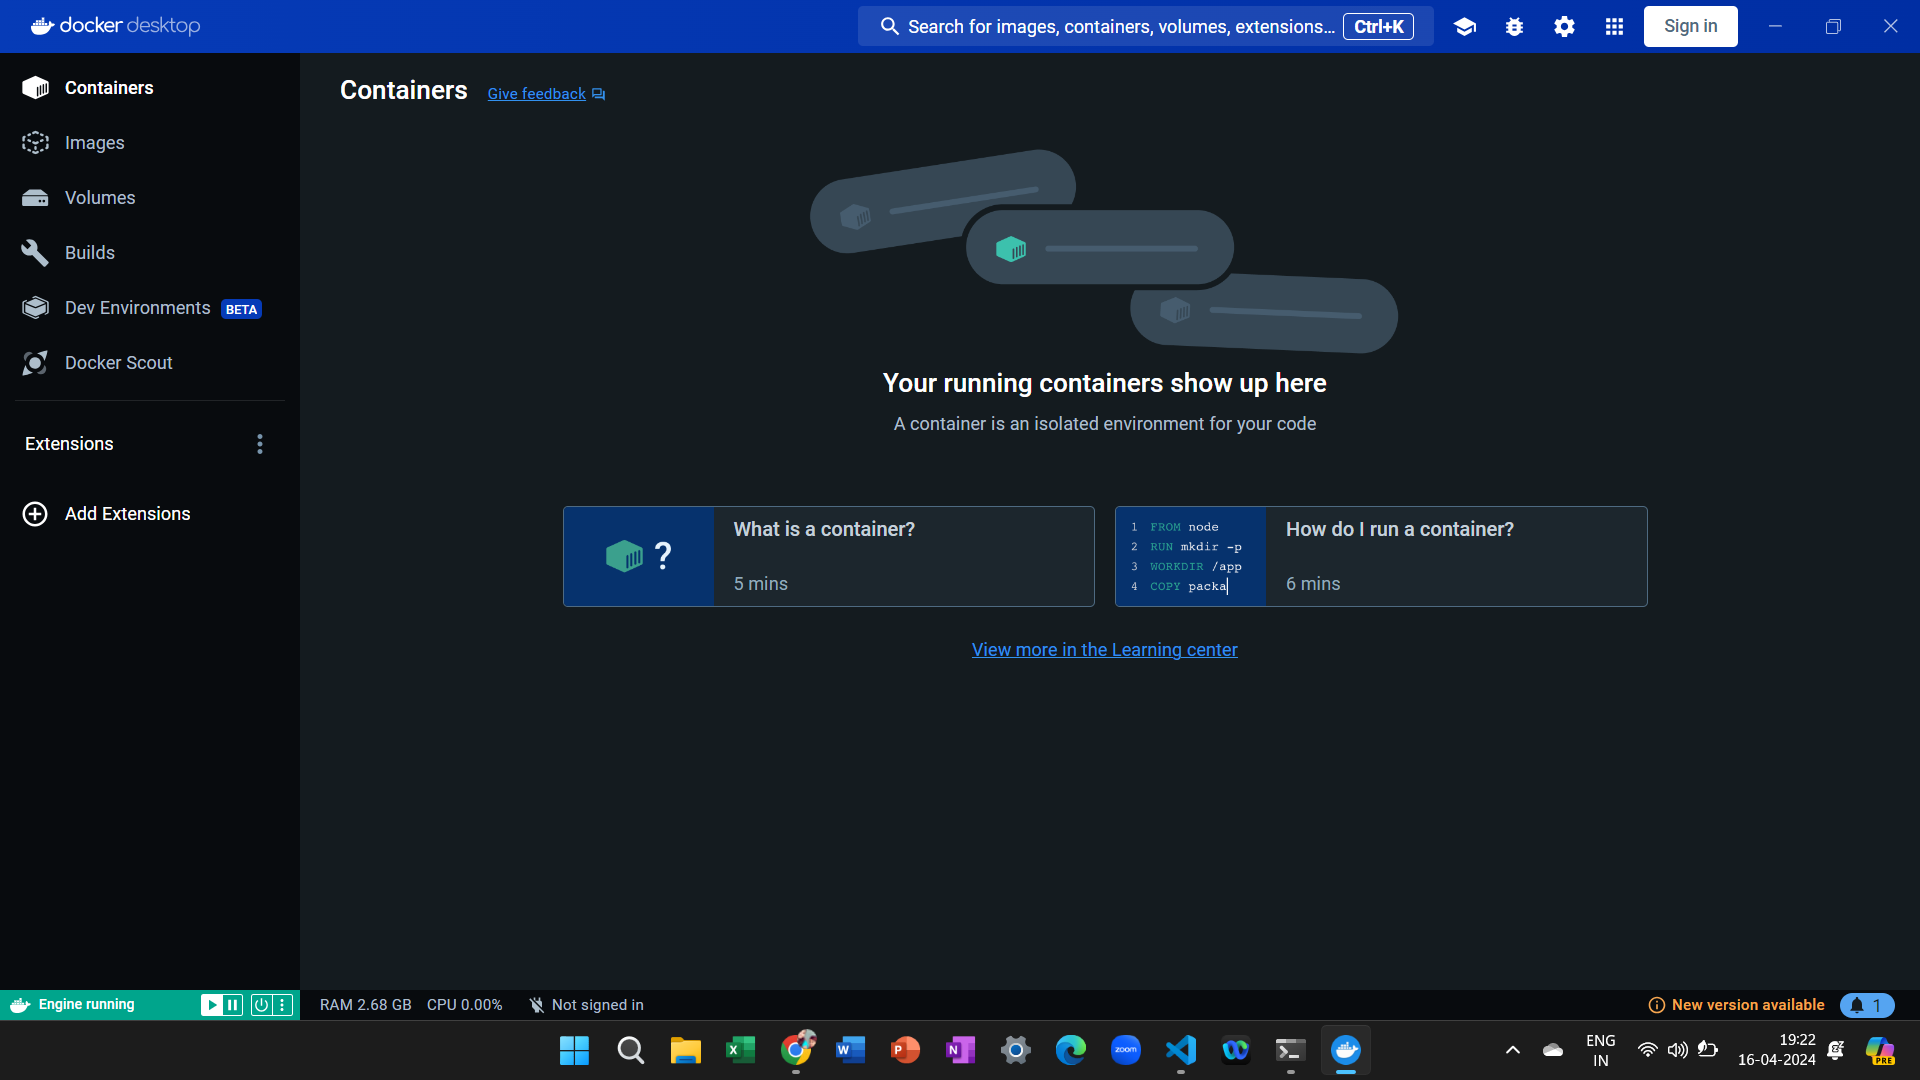 docker desktop
Search for images, containers, volumes, extensions... Ctrl+K
Sign in
Containers
Images
Volumes
Builds
Dev Environments BETA
Docker Scout
Extensions
Add Extensions
Containers Give feedback
Your running containers show up here
A container is an isolated environment for your code
?
What is a container?
5 mins
1 FROM node
2 RUN mkdir -p
3 WORKDIR /app
4 COPY packa
How do I run a container?
6 mins
View more in the Learning center
Engine running
RAM 2.68 GB CPU 0.00% Not signed in
New version available 1
zoom
ENG
IN
19:22
16-04-2024
PRE